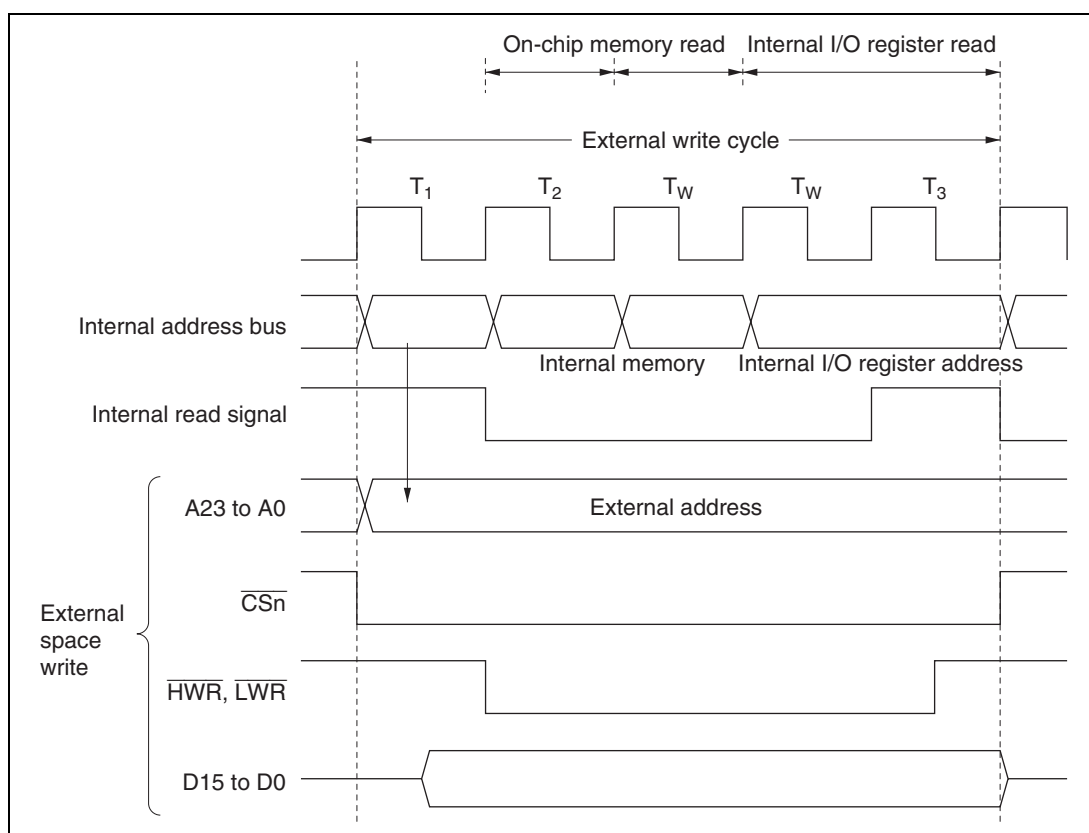 On-chip memory read Internal I/O register read
External write cycle
T1 T2 TW TW T3
Internal address bus
Internal memory Internal I/O register address
Internal read signal
A23 to A0 External address
CSn
External
space
write
HWR, LWR
D15 to D0